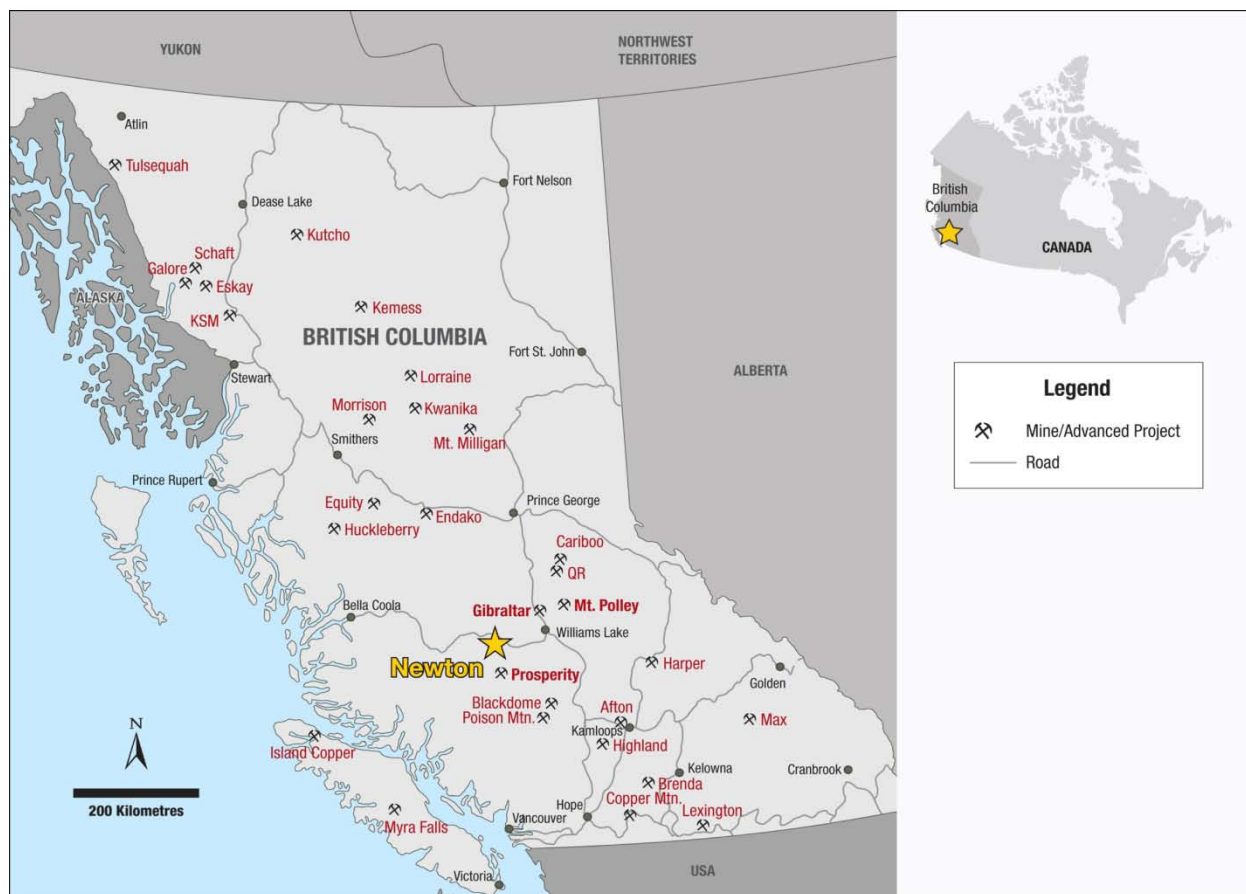 YUKON
NORTHWEST
TERRITORIES
Atlin
Tulsequah
Fort Nelson
Dease Lake
Kutcho
Schaft
Galore
Eskay
ALASKA
KSM
Kemess
BRITISH COLUMBIA
Fort St. John
Stewart
ALBERTA
Lorraine
Morrison
Kwanika
Mt. Milligan
Smithers
Prince Rupert
Equity
Endako
Prince George
Huckleberry
Cariboo
QR
Bella Coola
Gibraltar
Mt. Polley
Williams Lake
Newton
Harper
Prosperity
Golden
Blackdome
Poison Mtn.
Afton
Max
Kamloops
Highland
Island Copper
Kelowna
Cranbrook
Brenda
Copper Mtn.
Hope
Lexington
Myra Falls
Vancouver
Victoria
USA
N
200 Kilometres
British
Columbia
CANADA
Legend
Mine/Advanced Project
Road